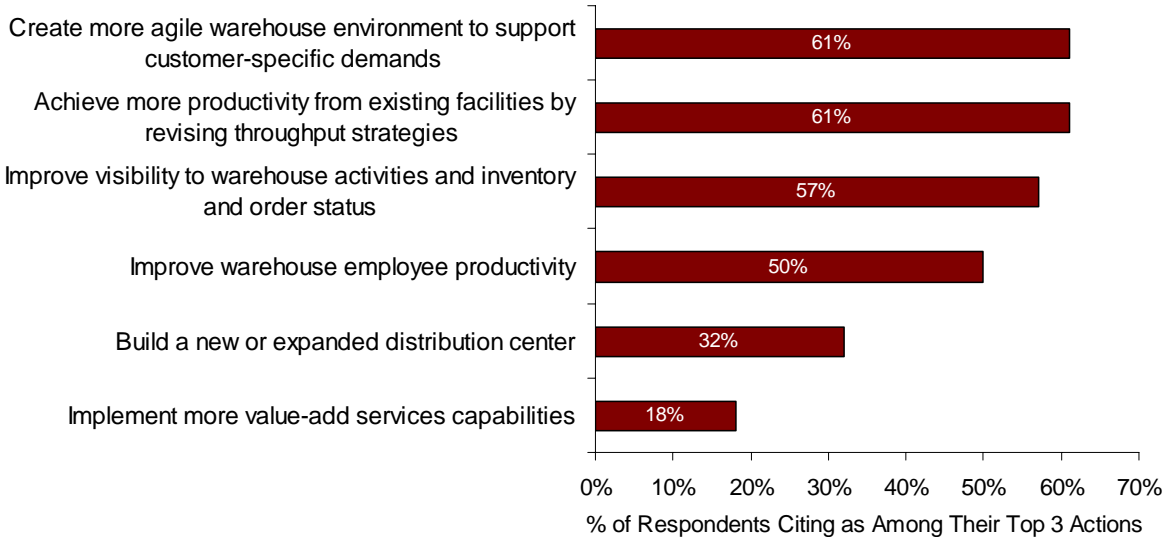 Create more agile warehouse environment to support
customer-specific demands
61%
Achieve more productivity from existing facilities by
revising throughput strategies
61%
Improve visibility to warehouse activities and inventory
and order status
57%
Improve warehouse employee productivity
50%
Build a new or expanded distribution center
32%
Implement more value-add services capabilities
18%
0% 10% 20% 30% 40% 50% 60% 70%
% of Respondents Citing as Among Their Top 3 Actions